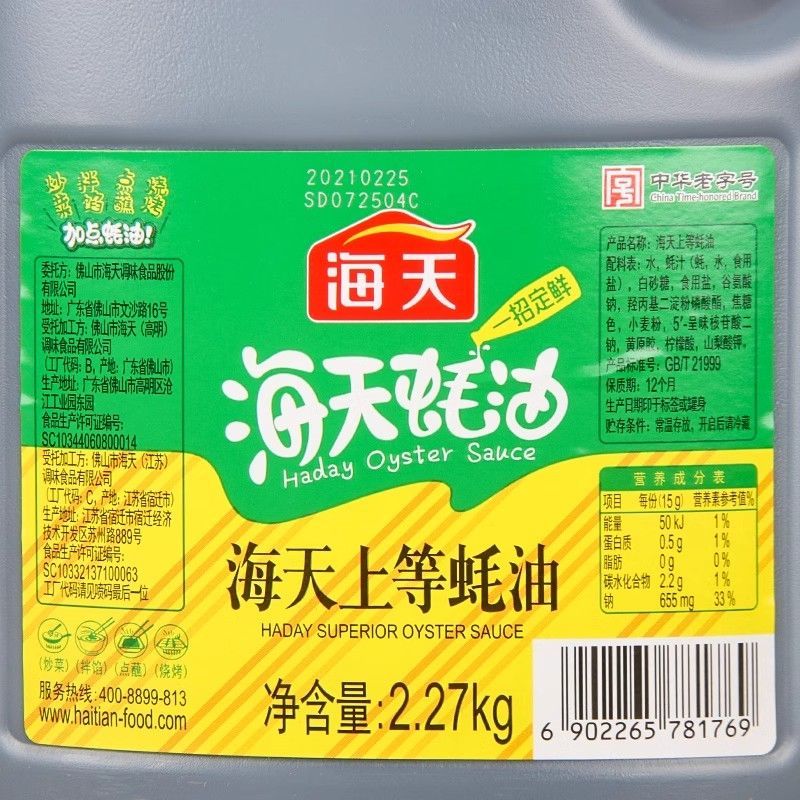 炒菜 拌馅 点蘸 烧烤
加点蚝油!
委托方: 佛山市海天调味食品股份
有限公司
地址: 广东省佛山市文沙路16号
受托加工方: 佛山市海天(高明)
调味食品有限公司
(工厂代码: B, 产地: 广东省佛山市)
生产地址: 广东省佛山市高明区沧
江工业园东园
食品生产许可证编号:
SC10344060800014
受托加工方: 佛山市海天(江苏)
调味食品有限公司
(工厂代码: C, 产地: 江苏省宿迁市)
生产地址: 江苏省宿迁市宿迁经济
技术开发区苏州路889号
食品生产许可证编号:
SC10332137100063
工厂代码请见喷码最后一位
(炒菜) (拌馅) (点蘸) (烧烤)
服务热线:400-8899-813
www.haitian-food.com
20210225
SD072504C
海天
一招定鲜
海天蚝油
Haday Oyster Sauce
海天上等蚝油
HADAY SUPERIOR OYSTER SAUCE
净含量:2.27kg
中华老字号
China Time-honored Brand
产品名称: 海天上等蚝油
配料表: 水, 蚝汁(蚝, 水, 食用
盐), 白砂糖, 食用盐, 谷氨酸
钠, 羟丙基二淀粉磷酸酯, 焦糖
色, 小麦粉, 5'-呈味核苷酸二
钠, 黄原胶, 柠檬酸, 山梨酸钾。
产品标准号: GB/T 21999
保质期: 12个月
生产日期印于标签或罐身
贮存条件: 常温存放, 开启后请冷藏
营养成分表
项目 每份(15g) 营养素参考值%
能量 50 kJ 1%
蛋白质 0.5 g 1%
脂肪 0 g 0%
碳水化合物 2.2 g 1%
钠 655 mg 33%
6 902265 781769